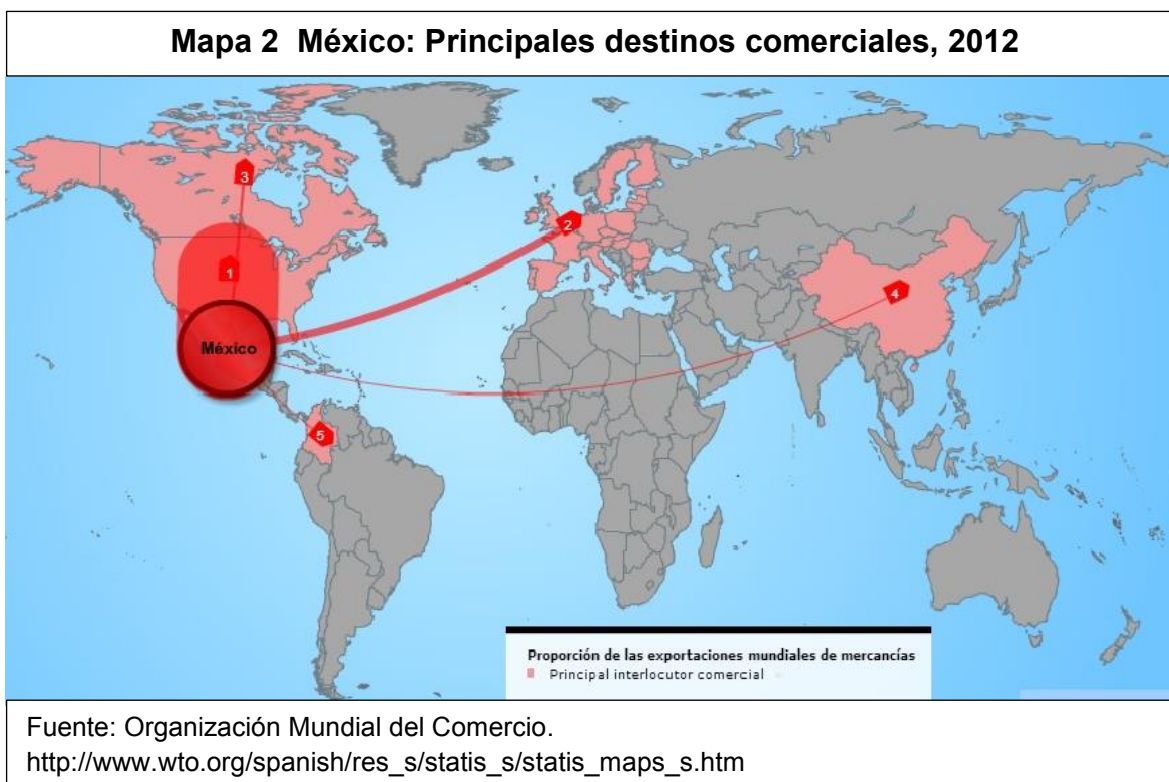 Mapa 2 México: Principales destinos comerciales, 2012
3
2
1
4
México
5
Proporción de las exportaciones mundiales de mercancías
Principal interlocutor comercial
Fuente: Organización Mundial del Comercio.
http://www.wto.org/spanish/res_s/statis_s/statis_maps_s.htm